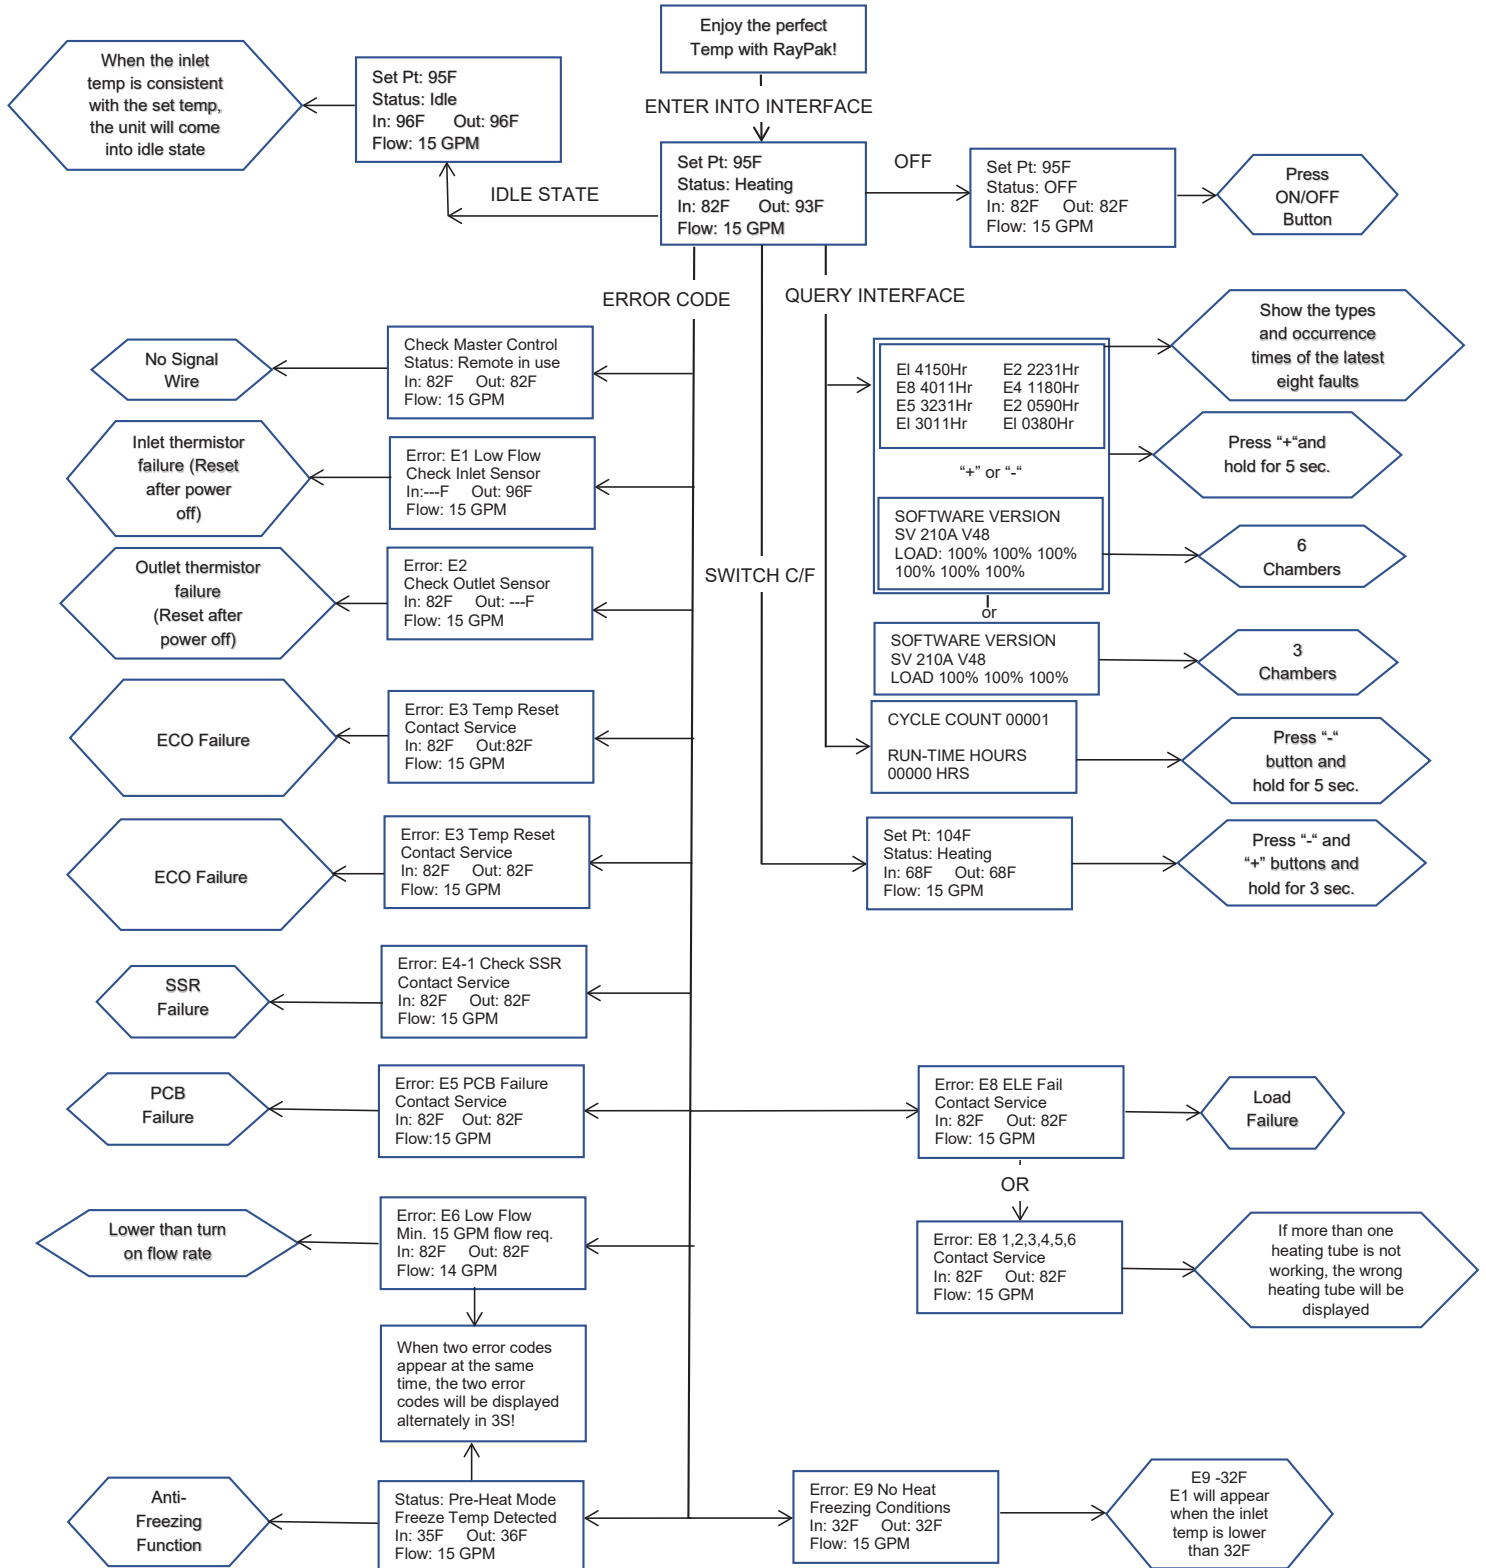 Enjoy the perfect
Temp with RayPak!
ENTER INTO INTERFACE
When the inlet
temp is consistent
with the set temp,
the unit will come
into idle state
Set Pt: 95F
Status: Idle
In: 96F Out: 96F
Flow: 15 GPM
IDLE STATE
Set Pt: 95F
Status: Heating
In: 82F Out: 93F
Flow: 15 GPM
OFF
Set Pt: 95F
Status: OFF
In: 82F Out: 82F
Flow: 15 GPM
Press
ON/OFF
Button
ERROR CODE
QUERY INTERFACE
SWITCH C/F
No Signal
Wire
Check Master Control
Status: Remote in use
In: 82F Out: 82F
Flow: 15 GPM
Inlet thermistor
failure (Reset
after power
off)
Error: E1 Low Flow
Check Inlet Sensor
In:---F Out: 96F
Flow: 15 GPM
Outlet thermistor
failure
(Reset after
power off)
Error: E2
Check Outlet Sensor
In: 82F Out: ---F
Flow: 15 GPM
ECO Failure
Error: E3 Temp Reset
Contact Service
In: 82F Out:82F
Flow: 15 GPM
ECO Failure
Error: E3 Temp Reset
Contact Service
In: 82F Out: 82F
Flow: 15 GPM
SSR
Failure
Error: E4-1 Check SSR
Contact Service
In: 82F Out: 82F
Flow: 15 GPM
PCB
Failure
Error: E5 PCB Failure
Contact Service
In: 82F Out: 82F
Flow:15 GPM
Lower than turn
on flow rate
Error: E6 Low Flow
Min. 15 GPM flow req.
In: 82F Out: 82F
Flow: 14 GPM
When two error codes
appear at the same
time, the two error
codes will be displayed
alternately in 3S!
Anti-
Freezing
Function
Status: Pre-Heat Mode
Freeze Temp Detected
In: 35F Out: 36F
Flow: 15 GPM
El 4150Hr E2 2231Hr
E8 4011Hr E4 1180Hr
E5 3231Hr E2 0590Hr
El 3011Hr El 0380Hr
Show the types
and occurrence
times of the latest
eight faults
Press “+“and
hold for 5 sec.
“+” or “-“
SOFTWARE VERSION
SV 210A V48
LOAD: 100% 100% 100%
100% 100% 100%
6
Chambers
or
SOFTWARE VERSION
SV 210A V48
LOAD 100% 100% 100%
3
Chambers
CYCLE COUNT 00001
RUN-TIME HOURS
00000 HRS
Press “-“
button and
hold for 5 sec.
Set Pt: 104F
Status: Heating
In: 68F Out: 68F
Flow: 15 GPM
Press “-“ and
“+” buttons and
hold for 3 sec.
Error: E8 ELE Fail
Contact Service
In: 82F Out: 82F
Flow: 15 GPM
Load
Failure
OR
Error: E8 1,2,3,4,5,6
Contact Service
In: 82F Out: 82F
Flow: 15 GPM
If more than one
heating tube is not
working, the wrong
heating tube will be
displayed
Error: E9 No Heat
Freezing Conditions
In: 32F Out: 32F
Flow: 15 GPM
E9 -32F
E1 will appear
when the inlet
temp is lower
than 32F